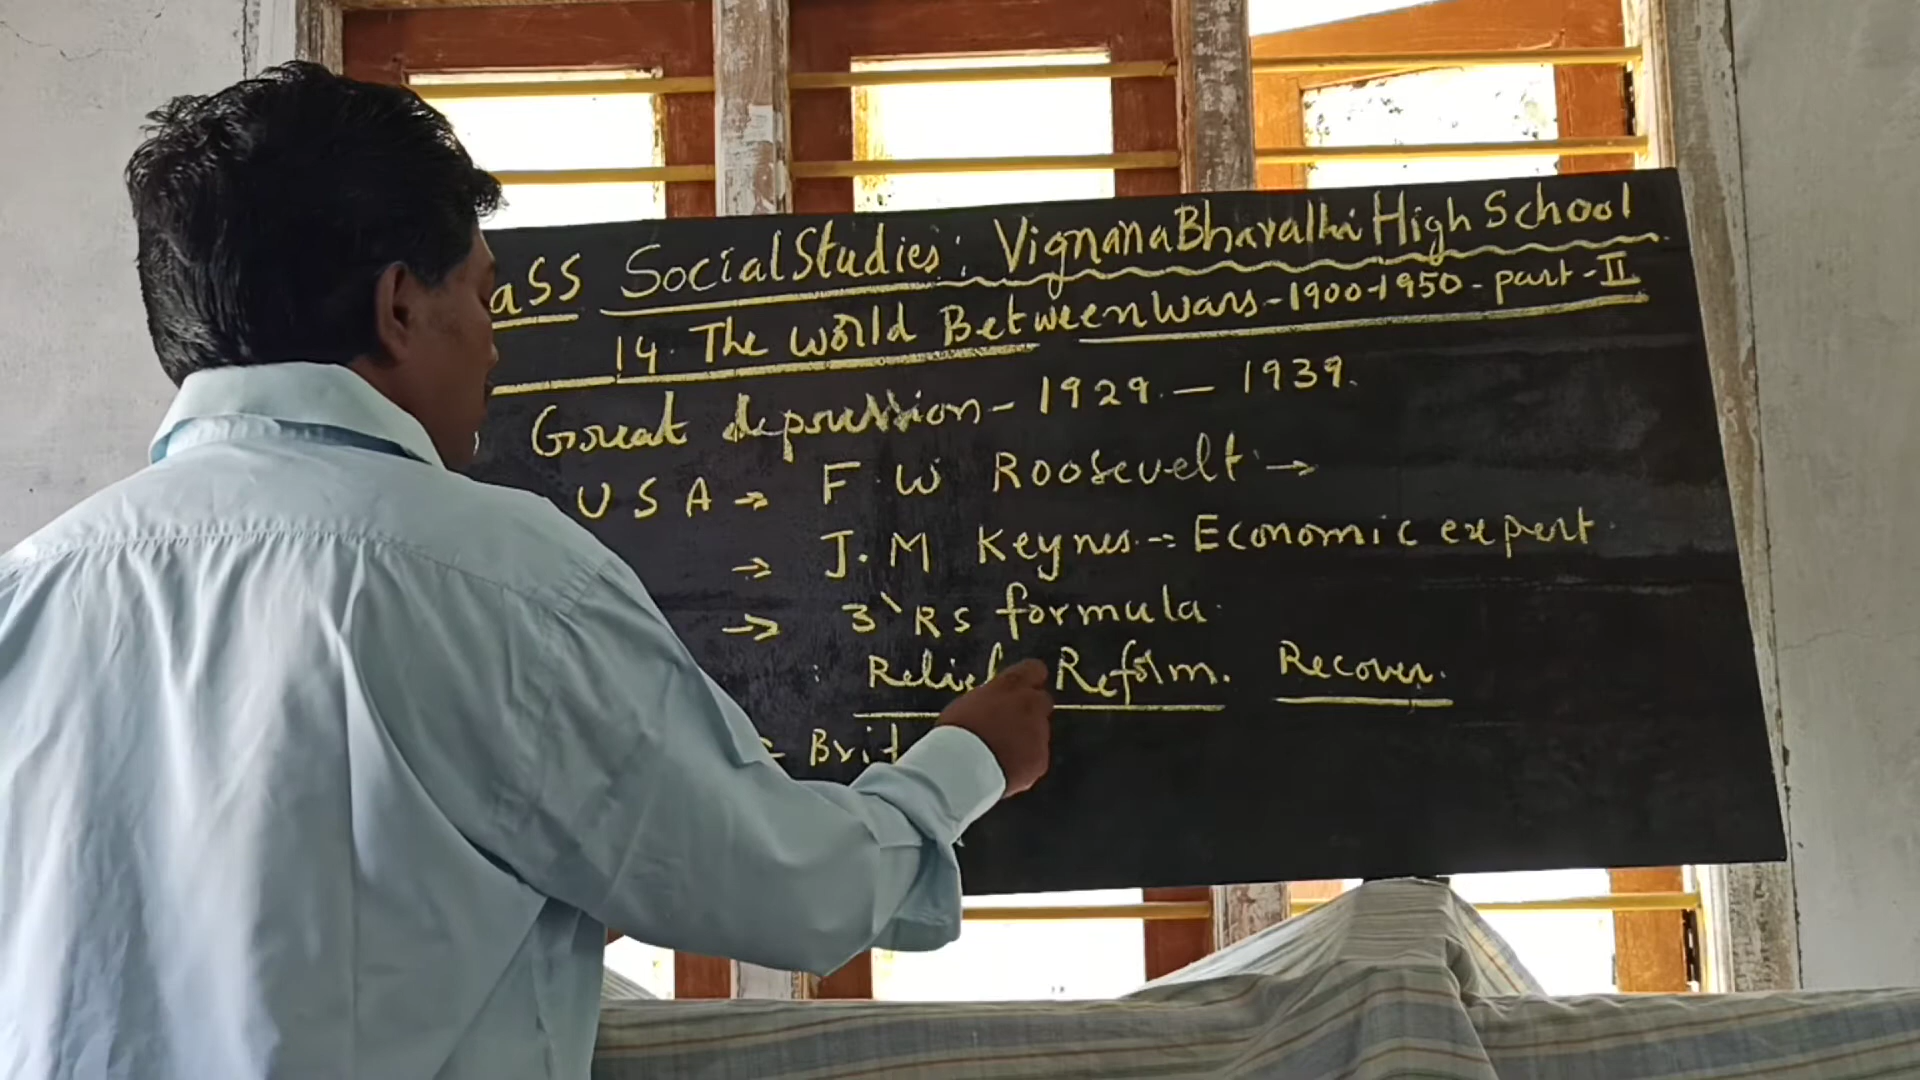 ass Social Studies: Vignana Bharathi High School
14. The World Between Wars - 1900-1950 - part - II
Great depression - 1929. - 1939.
USA → F. W Roosevelt →
→ J. M Keynes -: Economic expert.
→ 3`Rs formula.
: Relief Reform. Recover.
Brit